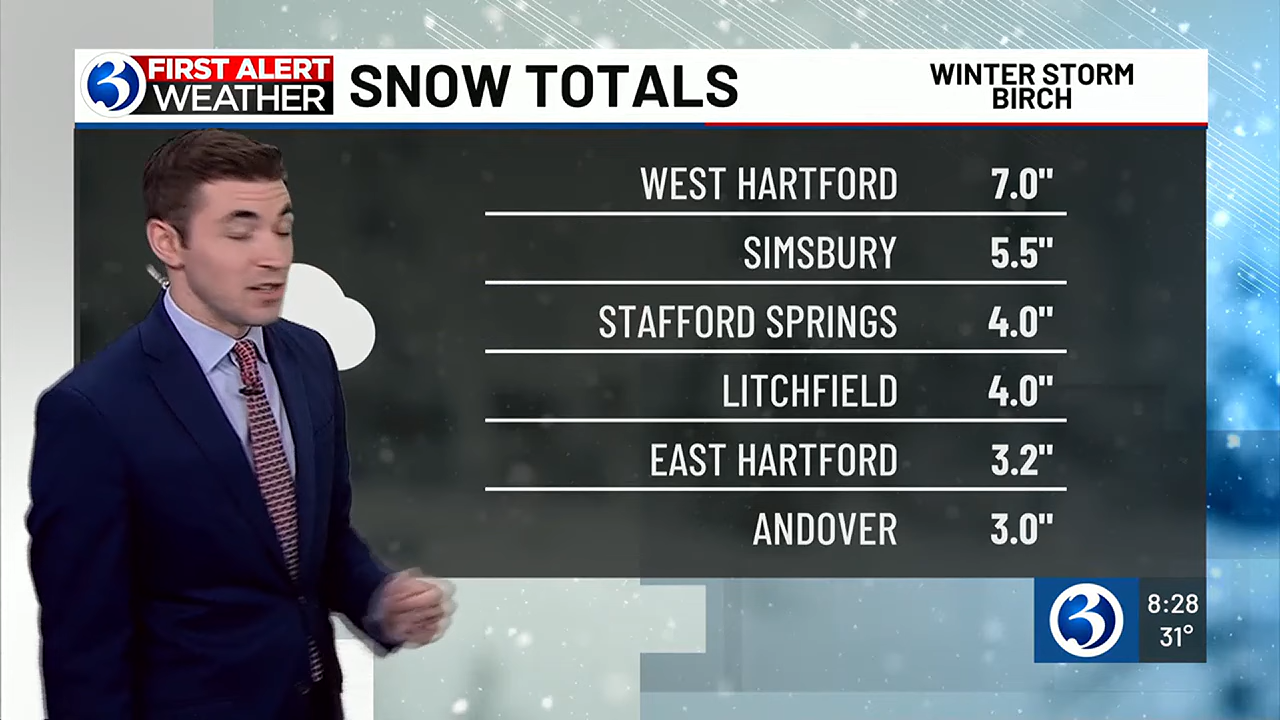 3 FIRST ALERT
WEATHER
SNOW TOTALS
WINTER STORM
BIRCH
WEST HARTFORD 7.0"
SIMSBURY 5.5"
STAFFORD SPRINGS 4.0"
LITCHFIELD 4.0"
EAST HARTFORD 3.2"
ANDOVER 3.0"
3 8:28
31°